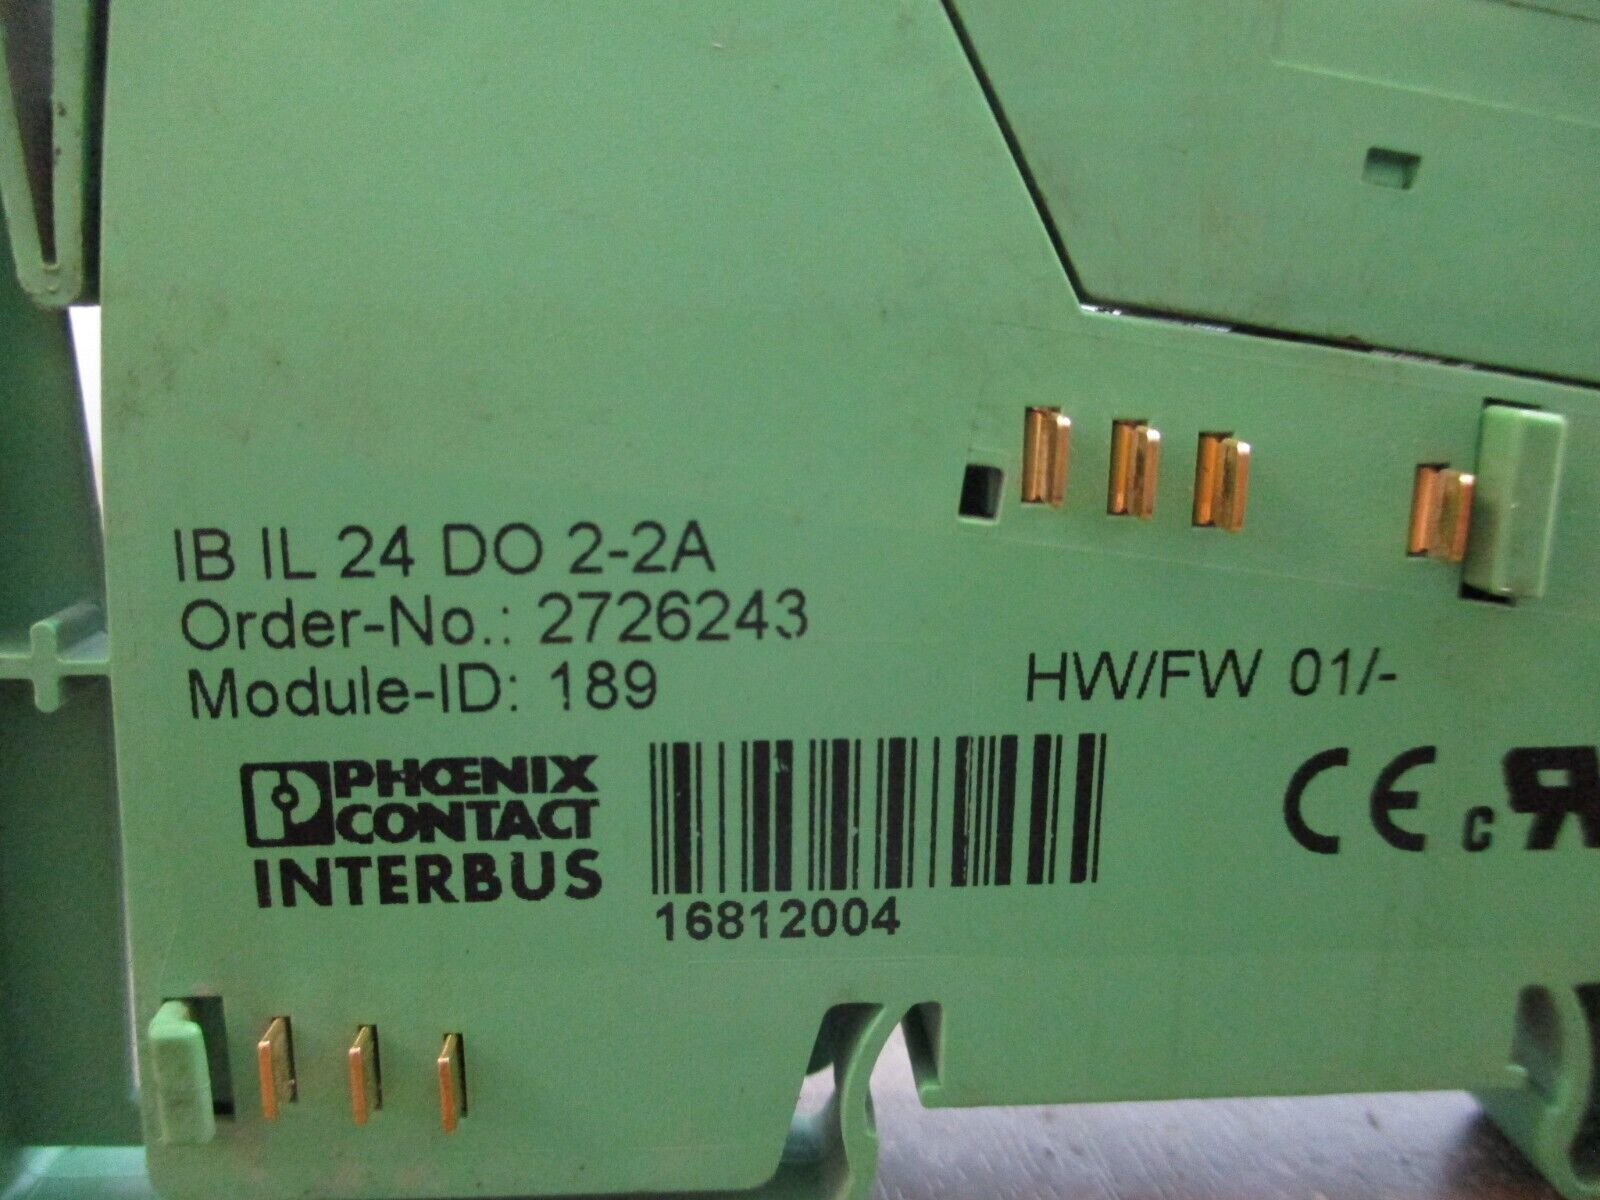 IB IL 24 DO 2-2A
Order-No.: 2726243
Module-ID: 189
HW/FW 01/-
PHŒNIX
CONTACT
INTERBUS
16812004
CE c